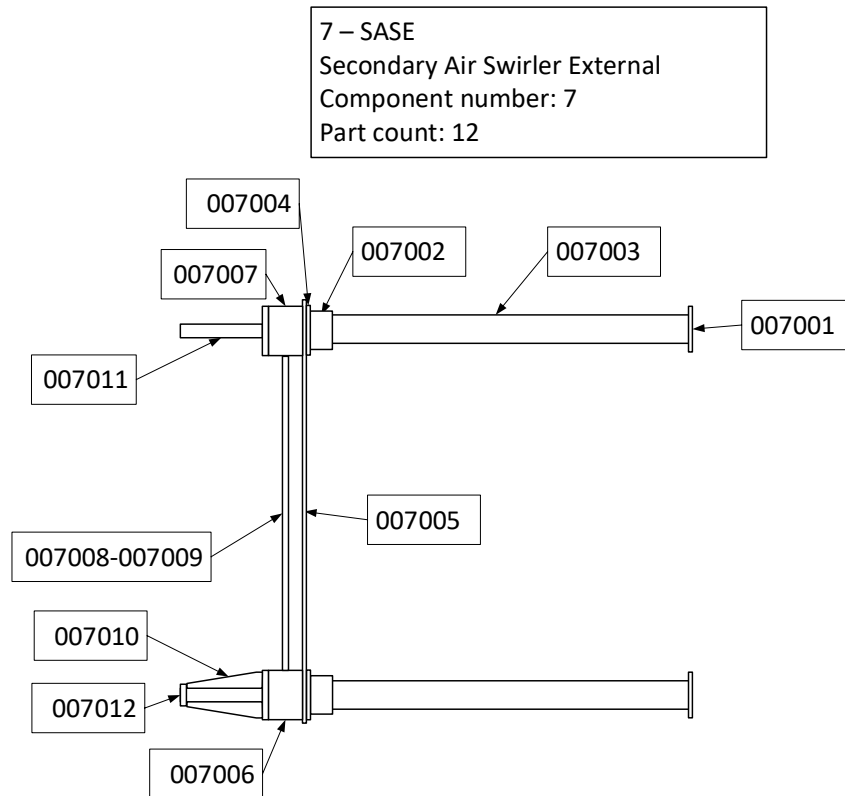 7 – SASE
Secondary Air Swirler External
Component number: 7
Part count: 12
007004
007002
007003
007007
007001
007011
007005
007008-007009
007010
007012
007006